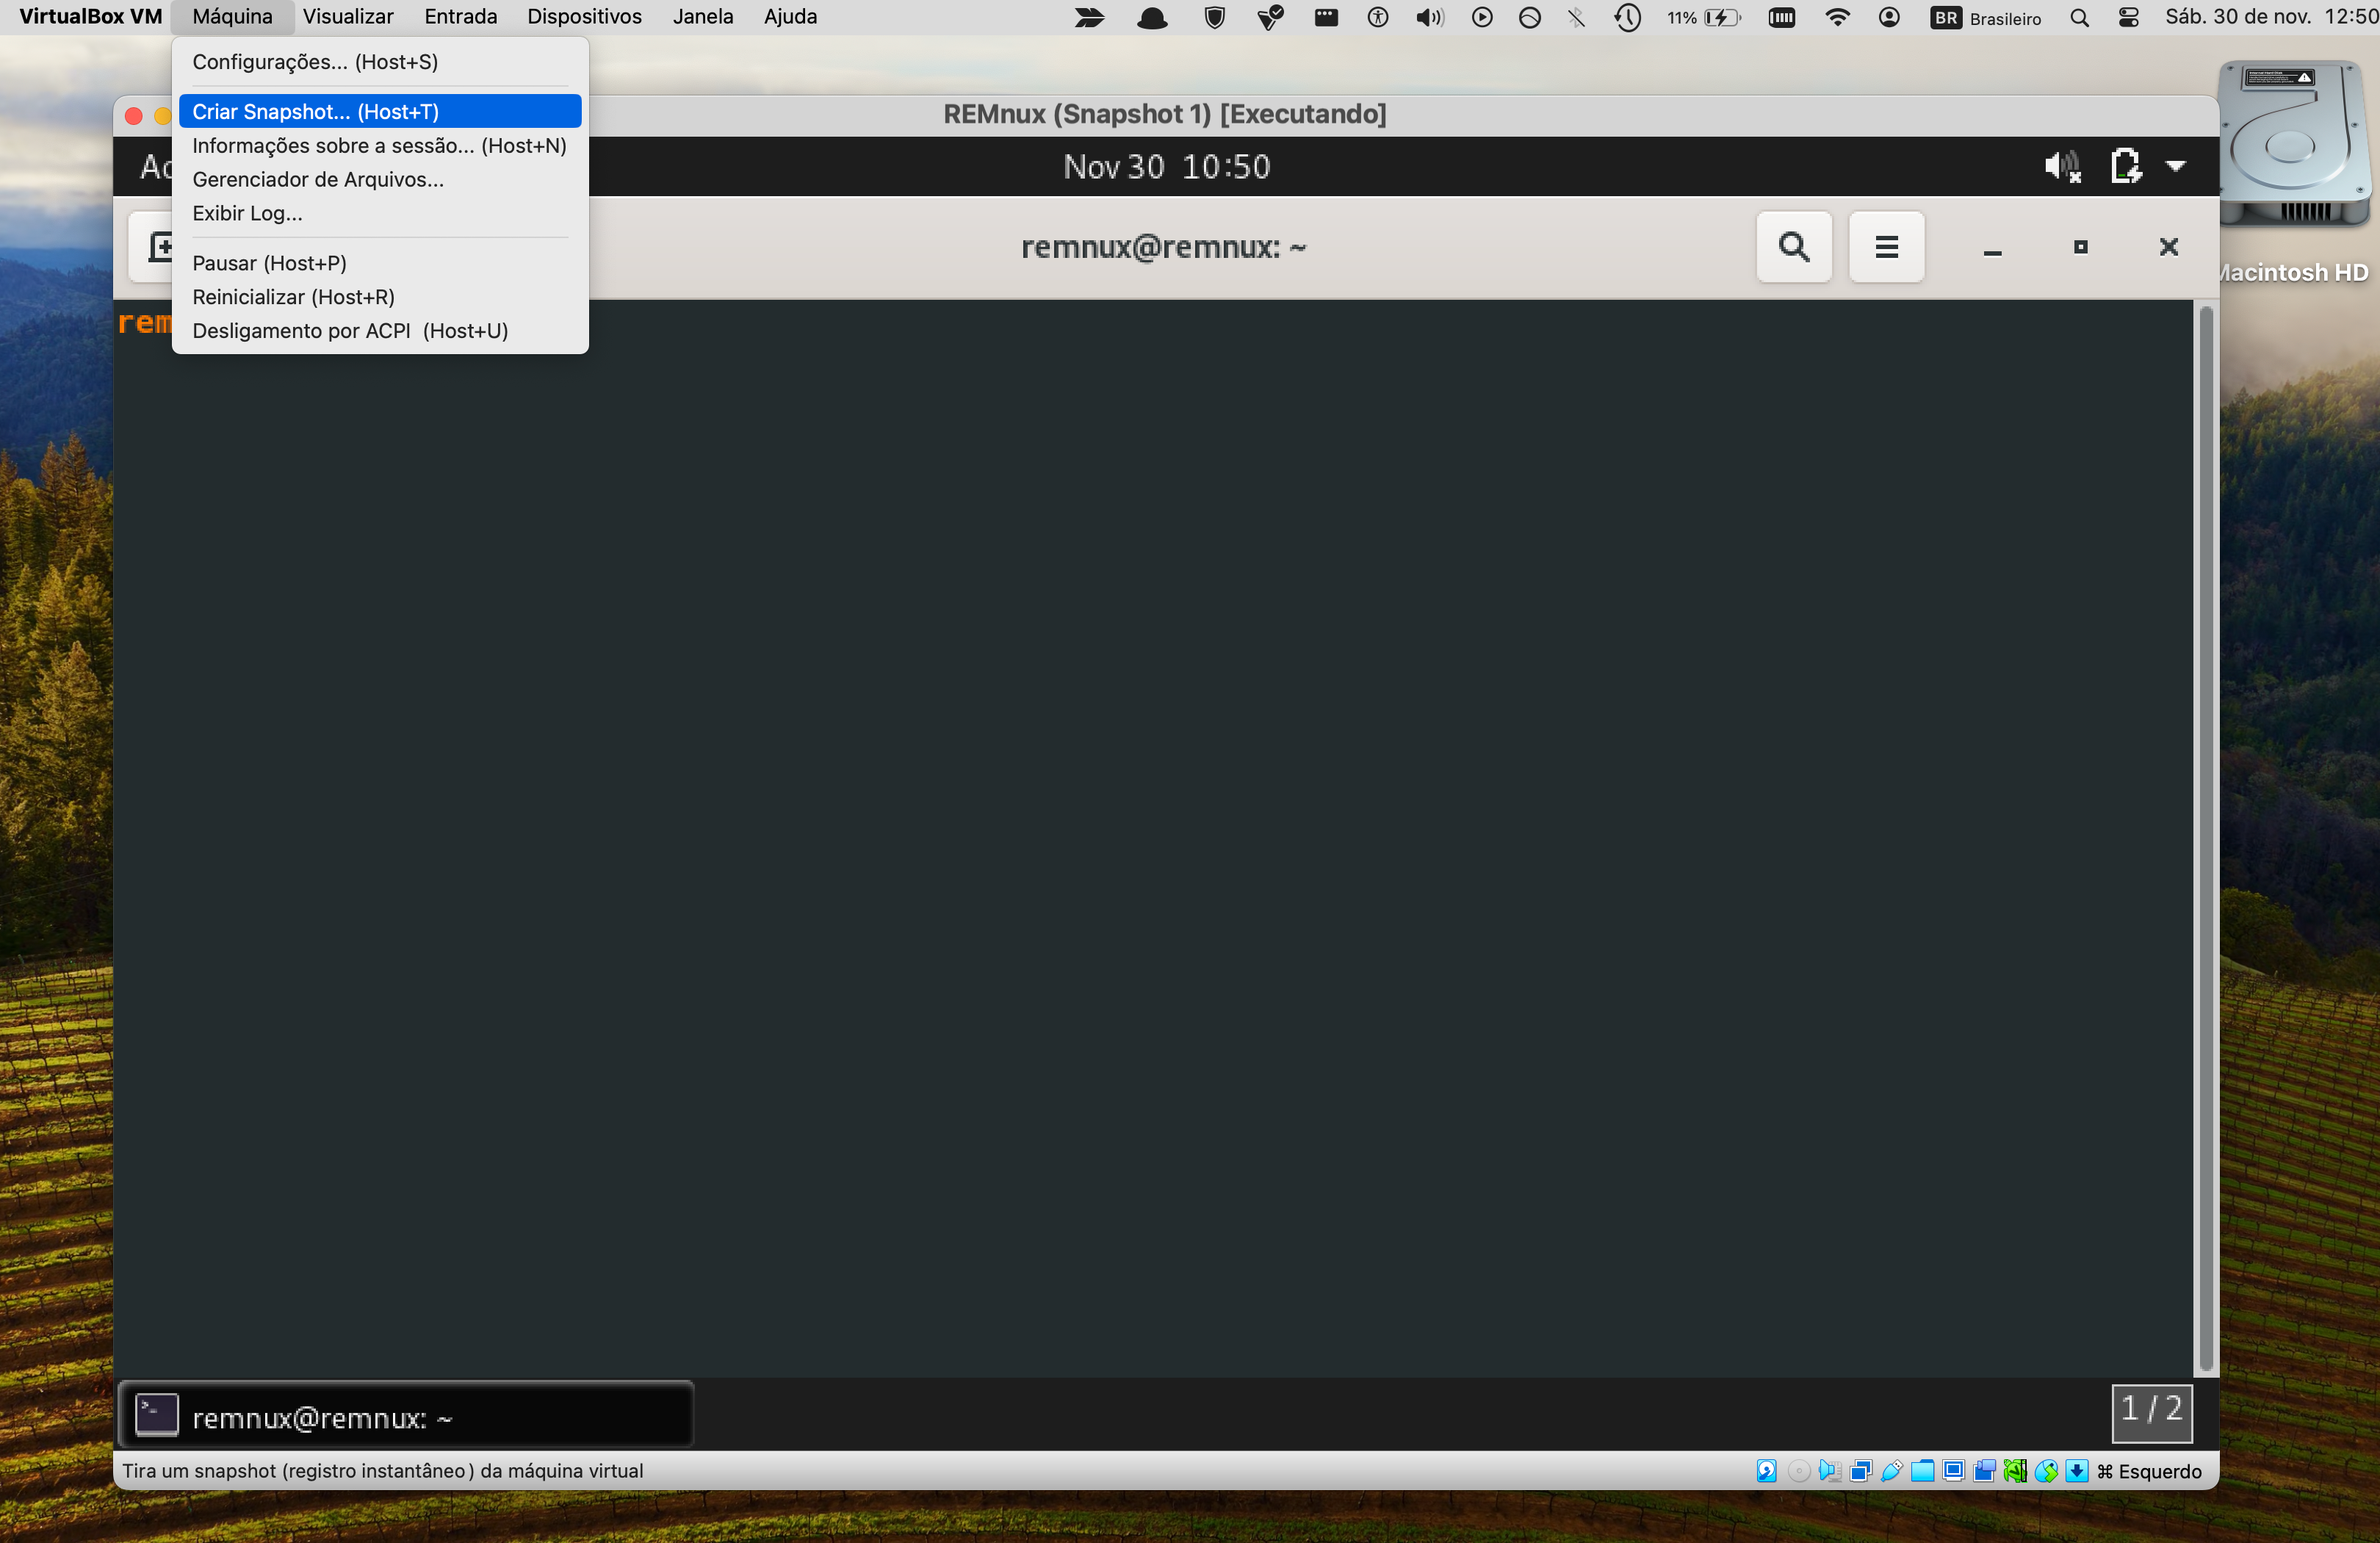 VirtualBox VM Máquina Visualizar Entrada Dispositivos Janela Ajuda 11% BR Brasileiro Sáb. 30 de nov. 12:50
Configurações... (Host+S)
Criar Snapshot... (Host+T)
Informações sobre a sessão... (Host+N)
Gerenciador de Arquivos...
Exibir Log...
Pausar (Host+P)
Reinicializar (Host+R)
Desligamento por ACPI (Host+U)
REMnux (Snapshot 1) [Executando]
Ac
Nov 30 10:50
remnux@remnux: ~
Macintosh HD
rem
remnux@remnux: ~
1 / 2
Tira um snapshot (registro instantâneo) da máquina virtual
⌘ Esquerdo